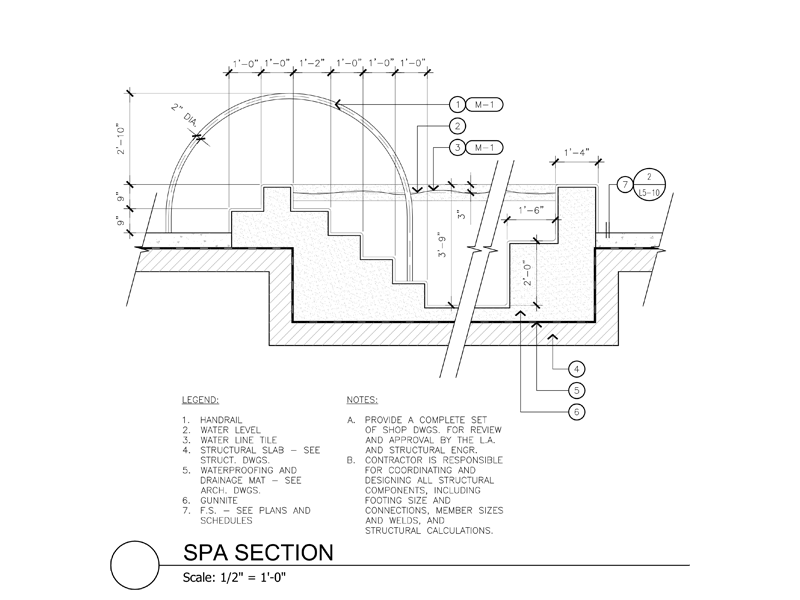 1'-0" 1'-0" 1'-2" 1'-0" 1'-0" 1'-0"
2" DIA.
1 M-1
2
3 M-1
2'-10"
9"
9"
1'-4"
7 2
L5-10
3"
1'-6"
3'-9"
2'-0"
4
5
6
LEGEND:
1. HANDRAIL
2. WATER LEVEL
3. WATER LINE TILE
4. STRUCTURAL SLAB – SEE
STRUCT. DWGS.
5. WATERPROOFING AND
DRAINAGE MAT – SEE
ARCH. DWGS.
6. GUNNITE
7. F.S. – SEE PLANS AND
SCHEDULES
NOTES:
A. PROVIDE A COMPLETE SET
OF SHOP DWGS. FOR REVIEW
AND APPROVAL BY THE L.A.
AND STRUCTURAL ENGR.
B. CONTRACTOR IS RESPONSIBLE
FOR COORDINATING AND
DESIGNING ALL STRUCTURAL
COMPONENTS, INCLUDING
FOOTING SIZE AND
CONNECTIONS, MEMBER SIZES
AND WELDS, AND
STRUCTURAL CALCULATIONS.
SPA SECTION
Scale: 1/2" = 1'-0"